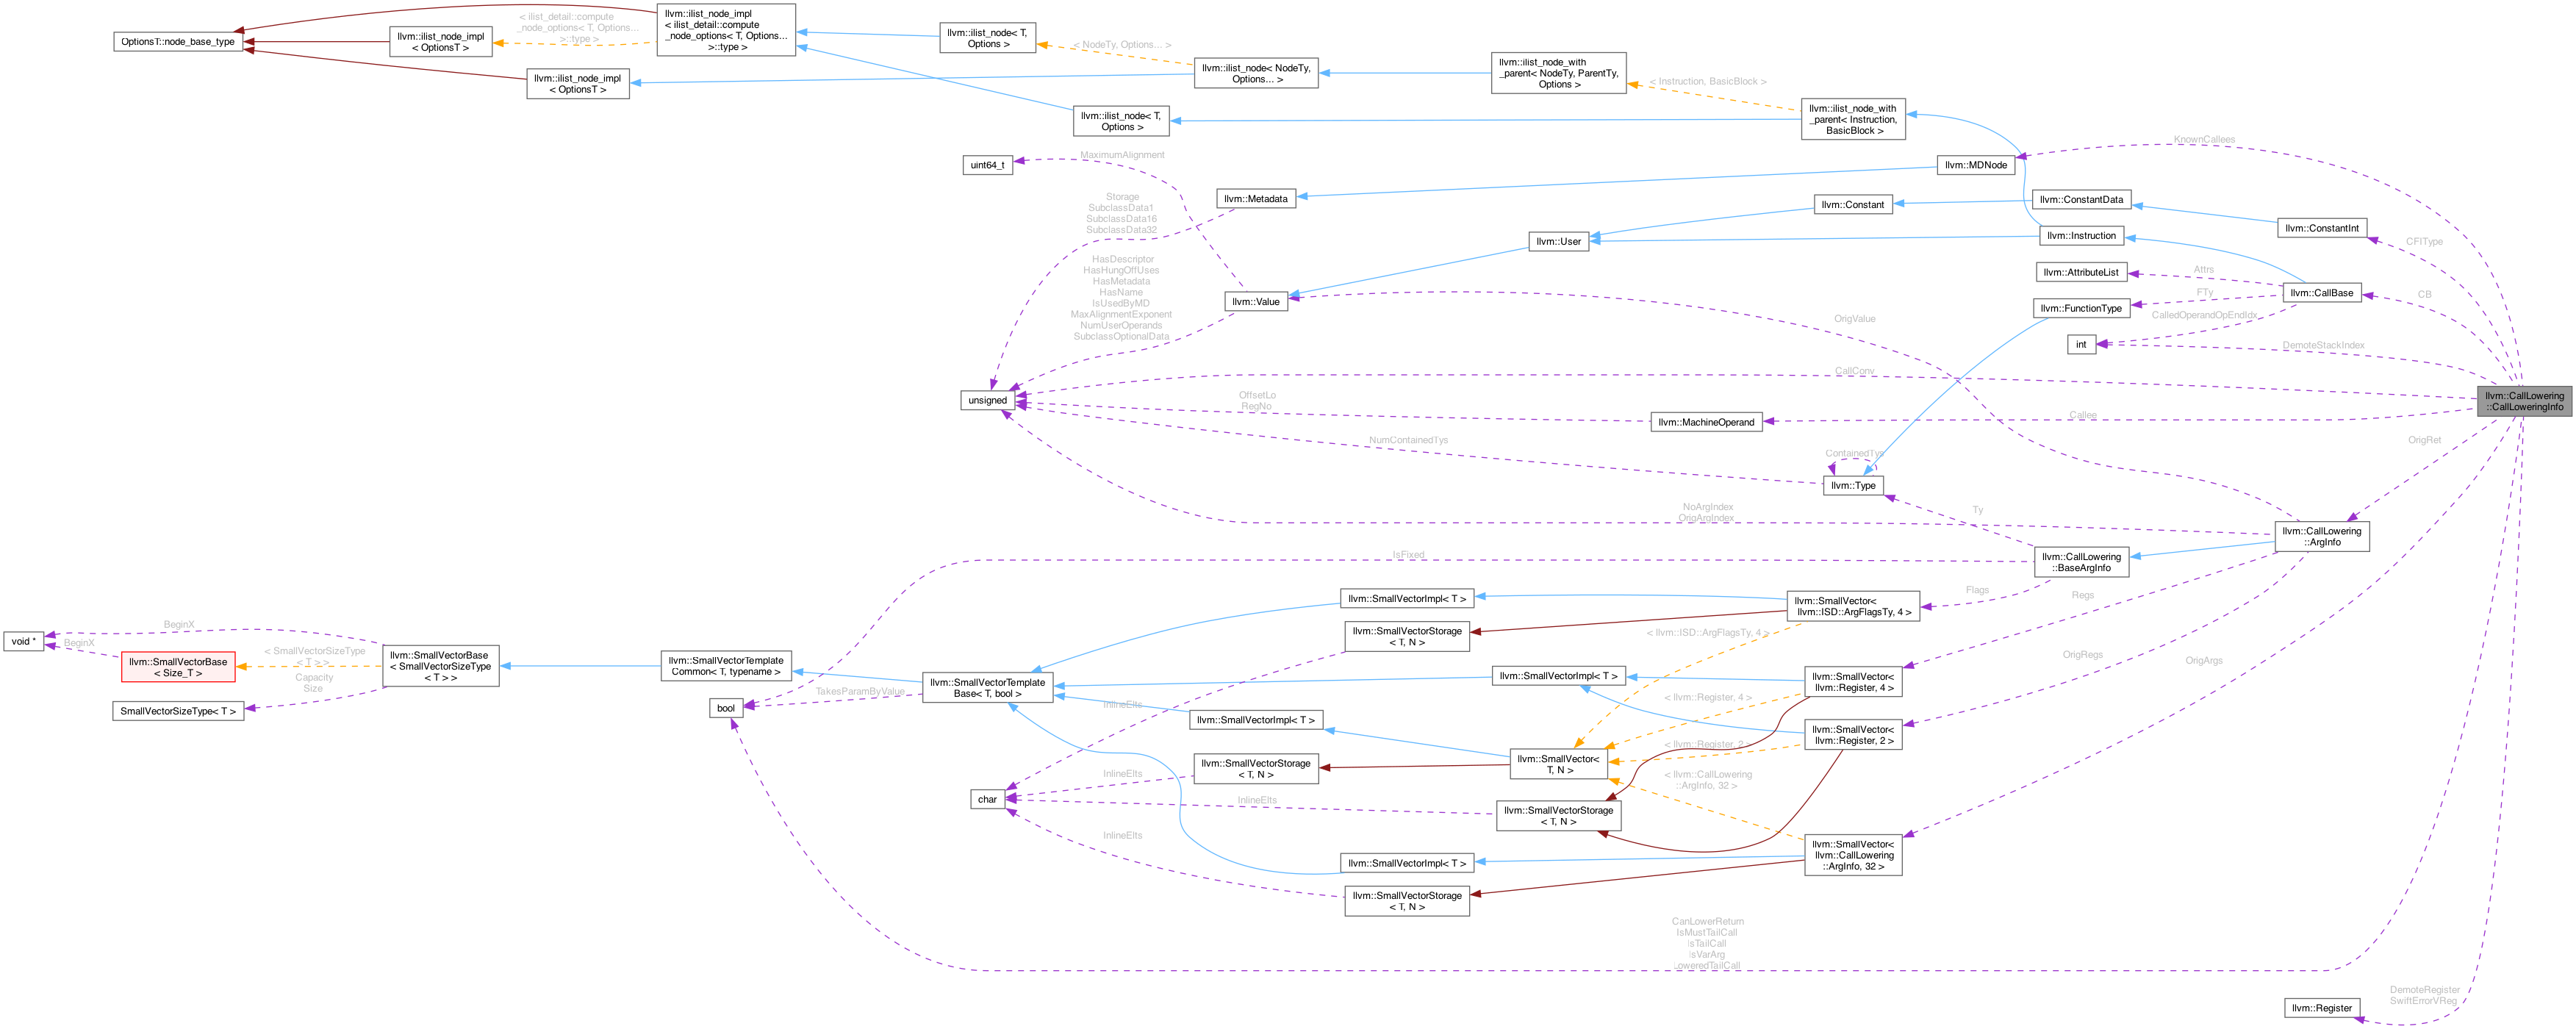 OptionsT::node_base_type
< ilist_detail::compute
_node_options< T, Options...
>::type >
llvm::ilist_node_impl
< OptionsT >
llvm::ilist_node_impl
< ilist_detail::compute
_node_options< T, Options...
>::type >
llvm::ilist_node_impl
< OptionsT >
llvm::ilist_node< T,
Options >
< NodeTy, Options... >
llvm::ilist_node< NodeTy,
Options... >
llvm::ilist_node< T,
Options >
llvm::ilist_node_with
_parent< NodeTy, ParentTy,
Options >
< Instruction, BasicBlock >
llvm::ilist_node_with
_parent< Instruction,
BasicBlock >
KnownCallees
uint64_t
MaximumAlignment
llvm::MDNode
Storage
SubclassData1
SubclassData16
SubclassData32
llvm::Metadata
llvm::Constant
llvm::ConstantData
llvm::ConstantInt
CFIType
llvm::User
llvm::Instruction
HasDescriptor
HasHungOffUses
HasMetadata
HasName
IsUsedByMD
MaxAlignmentExponent
NumUserOperands
SubclassOptionalData
llvm::Value
llvm::AttributeList
Attrs
FTy
CalledOperandOpEndIdx
llvm::CallBase
CB
llvm::FunctionType
OrigValue
int
DemoteStackIndex
CallConv
unsigned
OffsetLo
RegNo
llvm::MachineOperand
Callee
llvm::CallLowering
::CallLoweringInfo
NumContainedTys
ContainedTys
llvm::Type
OrigRet
NoArgIndex
OrigArgIndex
Ty
llvm::CallLowering
::ArgInfo
IsFixed
llvm::CallLowering
::BaseArgInfo
Flags
Regs
llvm::SmallVectorImpl< T >
llvm::SmallVector<
llvm::ISD::ArgFlagsTy, 4 >
llvm::SmallVectorStorage
< T, N >
< llvm::ISD::ArgFlagsTy, 4 >
void *
BeginX
BeginX
llvm::SmallVectorBase
< Size_T >
< SmallVectorSizeType
< T > >
Capacity
Size
llvm::SmallVectorBase
< SmallVectorSizeType
< T > >
SmallVectorSizeType< T >
llvm::SmallVectorTemplate
Common< T, typename >
llvm::SmallVectorTemplate
Base< T, bool >
TakesParamByValue
bool
InlineElts
llvm::SmallVectorImpl< T >
llvm::SmallVector<
llvm::Register, 4 >
< llvm::Register, 4 >
OrigRegs
OrigArgs
llvm::SmallVectorImpl< T >
llvm::SmallVector<
llvm::Register, 2 >
< llvm::Register, 2 >
llvm::SmallVector<
T, N >
llvm::SmallVectorStorage
< T, N >
InlineElts
< llvm::CallLowering
::ArgInfo, 32 >
char
InlineElts
llvm::SmallVectorStorage
< T, N >
InlineElts
llvm::SmallVector<
llvm::CallLowering
::ArgInfo, 32 >
llvm::SmallVectorImpl< T >
llvm::SmallVectorStorage
< T, N >
CanLowerReturn
IsMustTailCall
IsTailCall
IsVarArg
LoweredTailCall
DemoteRegister
SwiftErrorVReg
llvm::Register